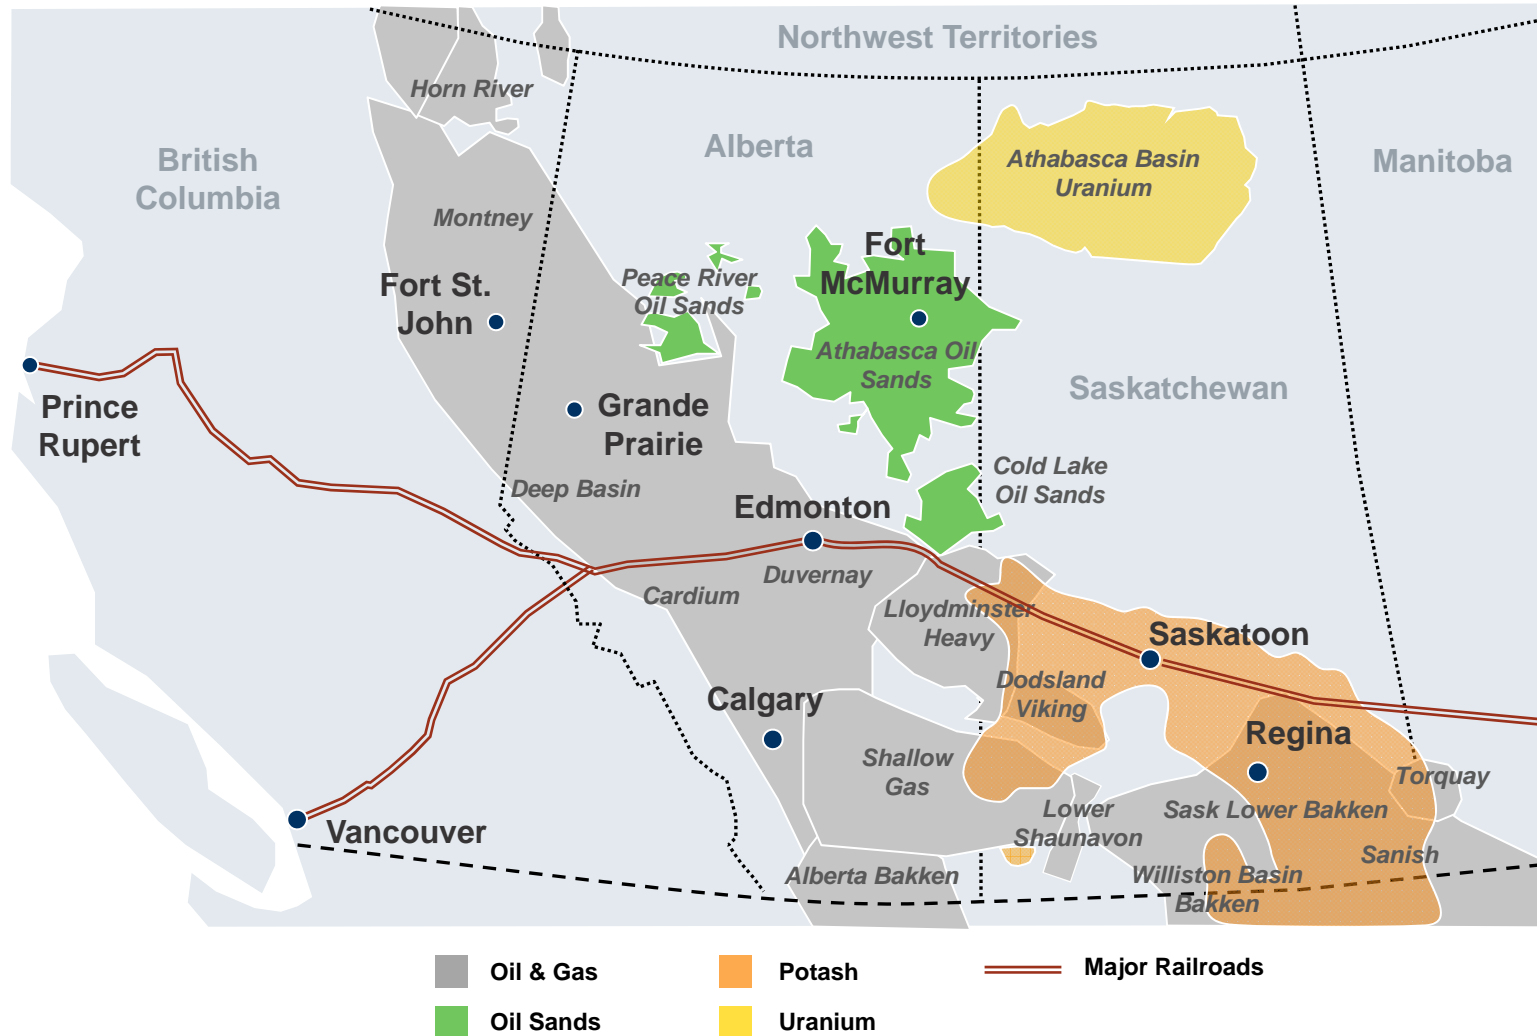 Northwest Territories
Horn River
British
Columbia
Alberta
Athabasca Basin
Uranium
Manitoba
Montney
Fort St.
John
Peace River
Oil Sands
Fort
McMurray
Athabasca Oil
Sands
Prince
Rupert
Grande
Prairie
Saskatchewan
Deep Basin
Cold Lake
Oil Sands
Edmonton
Duvernay
Cardium
Lloydminster
Heavy
Saskatoon
Dodsland
Viking
Calgary
Regina
Shallow
Gas
Torquay
Lower
Shaunavon
Sask Lower Bakken
Vancouver
Sanish
Alberta Bakken
Williston Basin
Bakken
Oil & Gas
Potash
Major Railroads
Oil Sands
Uranium